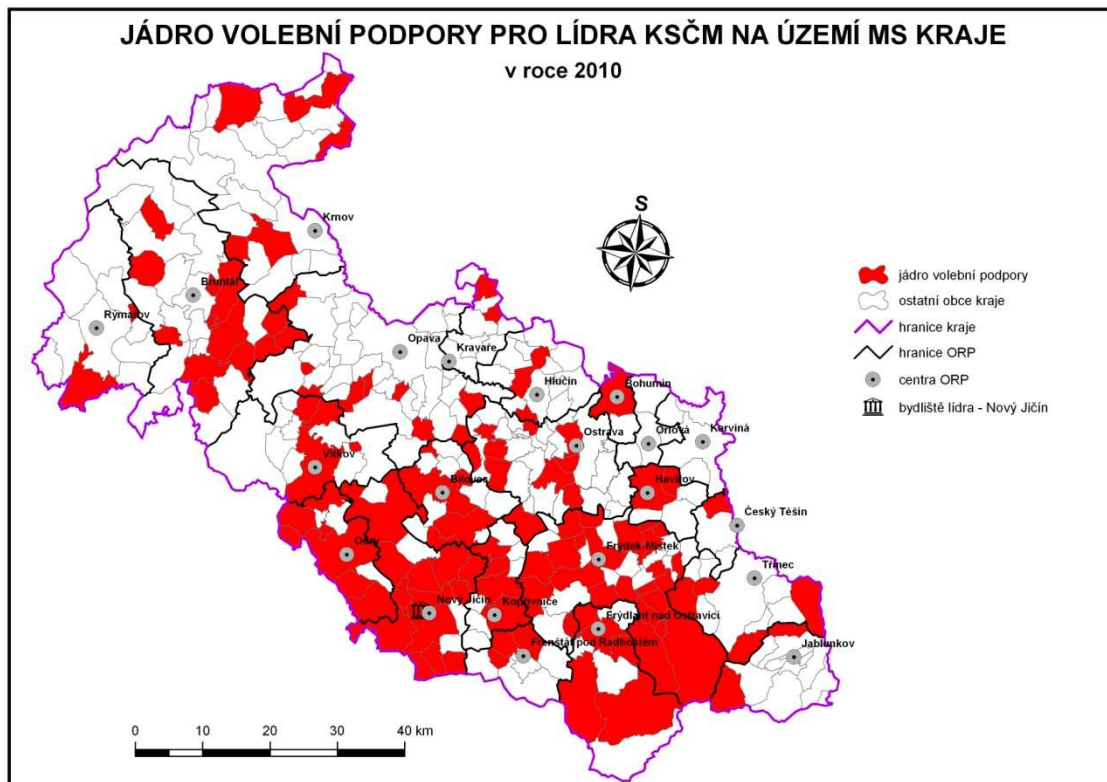 JÁDRO VOLEBNÍ PODPORY PRO LÍDRA KSČM NA ÚZEMÍ MS KRAJE
v roce 2010
S
Krnov
Bruntál
Rýmařov
Opava
Kravaře
Hlučín
Bohumín
Ostrava
Orlová
Karviná
Vítkov
Bílovec
Havířov
Český Těšín
Odry
Frýdek-Místek
Třinec
Nový Jičín
Kopřivnice
Frýdlant nad Ostravicí
Frenštát pod Radhoštěm
Jablunkov
jádro volební podpory
ostatní obce kraje
hranice kraje
hranice ORP
centra ORP
bydliště lídra - Nový Jičín
0 10 20 30 40 km